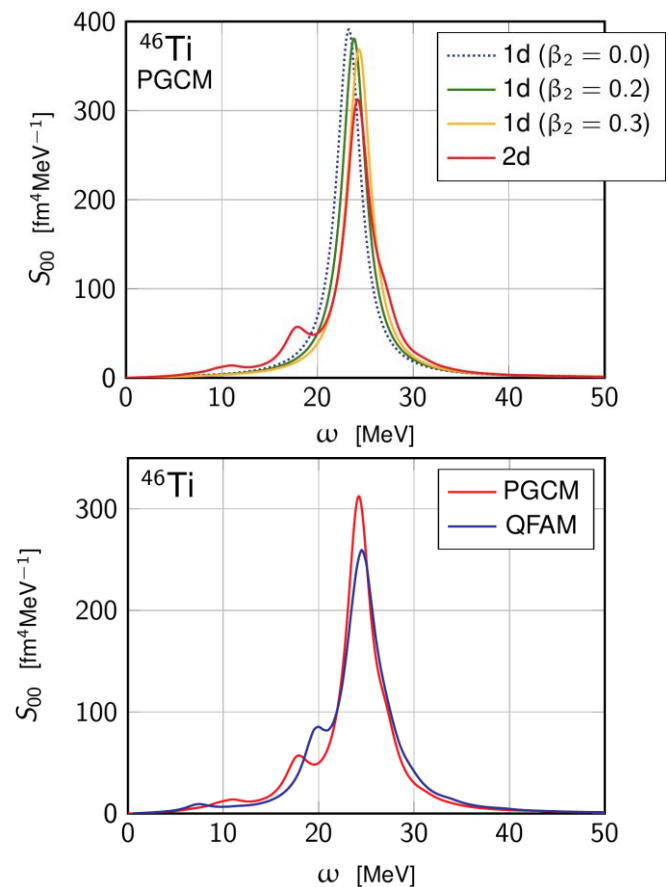 ⁴⁶Ti
PGCM
1d (β₂ = 0.0)
1d (β₂ = 0.2)
1d (β₂ = 0.3)
2d
S₀₀ [fm⁴MeV⁻¹]
400
300
200
100
0
0 10 20 30 40 50
ω [MeV]
⁴⁶Ti
PGCM
QFAM
S₀₀ [fm⁴MeV⁻¹]
300
200
100
0
0 10 20 30 40 50
ω [MeV]